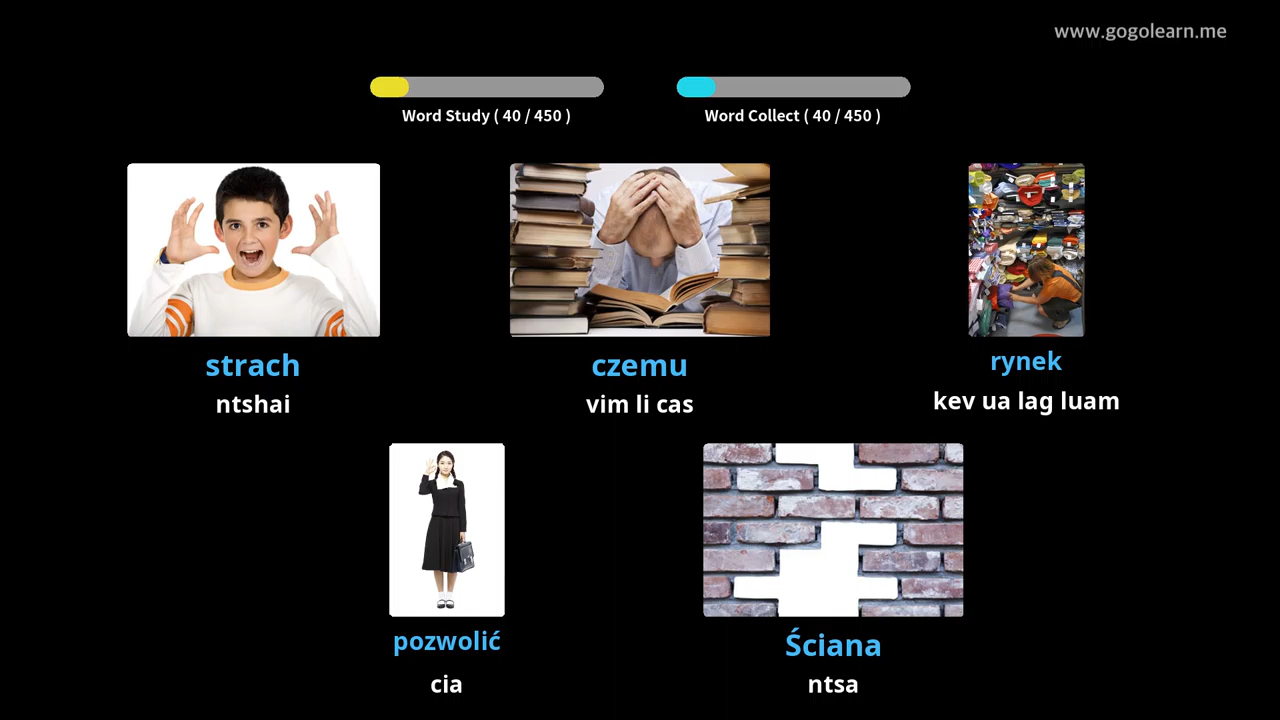 www.gogolearn.me
Word Study ( 40 / 450 )
Word Collect ( 40 / 450 )
strach
ntshai
czemu
vim li cas
rynek
kev ua lag luam
pozwolić
cia
Ściana
ntsa